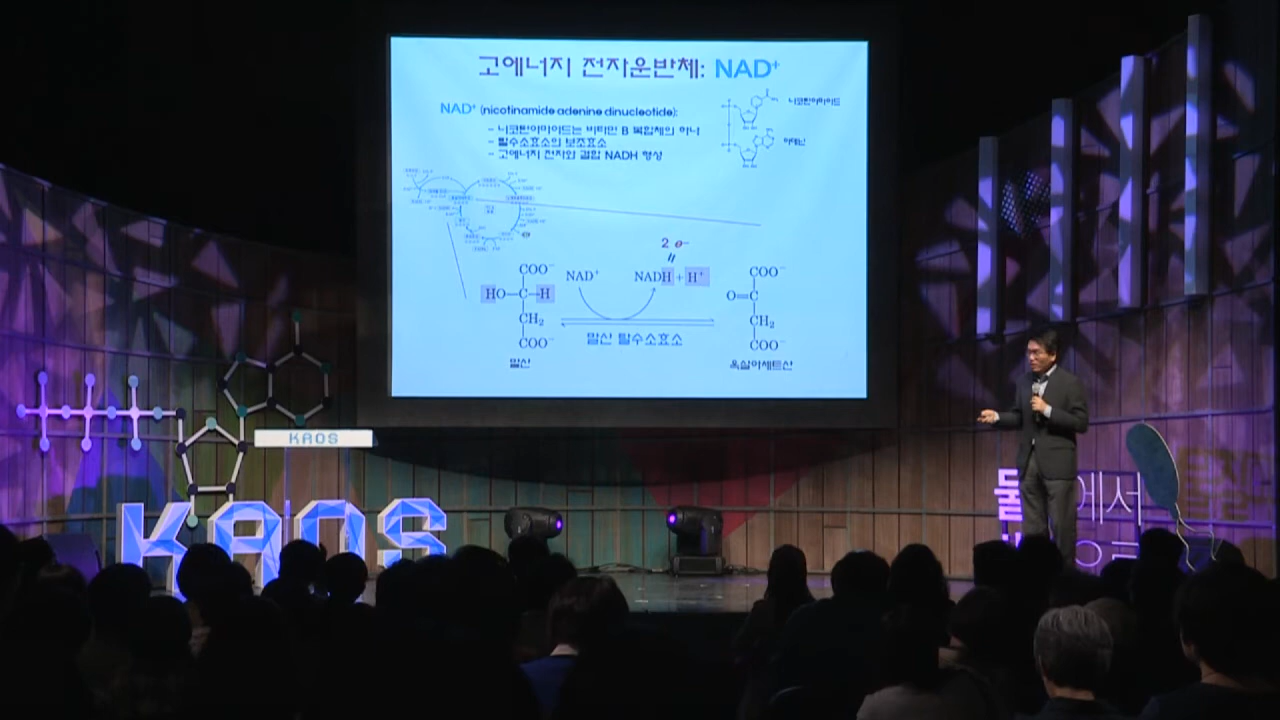 고에너지 전자운반체: NAD⁺
NAD⁺ (nicotinamide adenine dinucleotide):
- 니코틴아마이드는 비타민 B 복합체의 하나
- 탈수소효소의 보조효소
- 고에너지 전자와 결합 NADH 형성
니코틴아마이드
아데닌
2 e⁻
COO⁻
NAD⁺
NADH + H⁺
COO⁻
HO–C–H
O=C
CH₂
CH₂
말산 탈수소효소
COO⁻
COO⁻
말산
옥살아세트산
KAOS
KAOS
물
에서